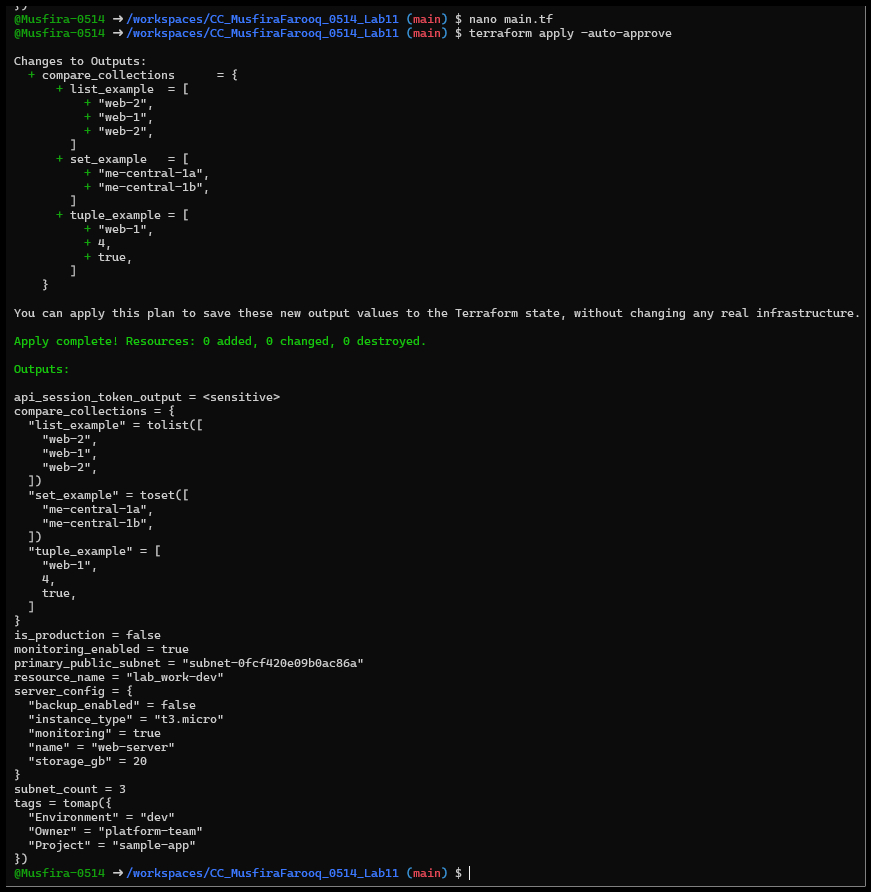 })
@Musfira-0514 ➜ /workspaces/CC_MusfiraFarooq_0514_Lab11 (main) $ nano main.tf
@Musfira-0514 ➜ /workspaces/CC_MusfiraFarooq_0514_Lab11 (main) $ terraform apply -auto-approve

Changes to Outputs:
  + compare_collections      = {
      + list_example  = [
          + "web-2",
          + "web-1",
          + "web-2",
        ]
      + set_example   = [
          + "me-central-1a",
          + "me-central-1b",
        ]
      + tuple_example = [
          + "web-1",
          + 4,
          + true,
        ]
    }

You can apply this plan to save these new output values to the Terraform state, without changing any real infrastructure.

Apply complete! Resources: 0 added, 0 changed, 0 destroyed.

Outputs:

api_session_token_output = <sensitive>
compare_collections = {
  "list_example" = tolist([
    "web-2",
    "web-1",
    "web-2",
  ])
  "set_example" = toset([
    "me-central-1a",
    "me-central-1b",
  ])
  "tuple_example" = [
    "web-1",
    4,
    true,
  ]
}
is_production = false
monitoring_enabled = true
primary_public_subnet = "subnet-0fcf420e09b0ac86a"
resource_name = "lab_work-dev"
server_config = {
  "backup_enabled" = false
  "instance_type" = "t3.micro"
  "monitoring" = true
  "name" = "web-server"
  "storage_gb" = 20
}
subnet_count = 3
tags = tomap({
  "Environment" = "dev"
  "Owner" = "platform-team"
  "Project" = "sample-app"
})
@Musfira-0514 ➜ /workspaces/CC_MusfiraFarooq_0514_Lab11 (main) $